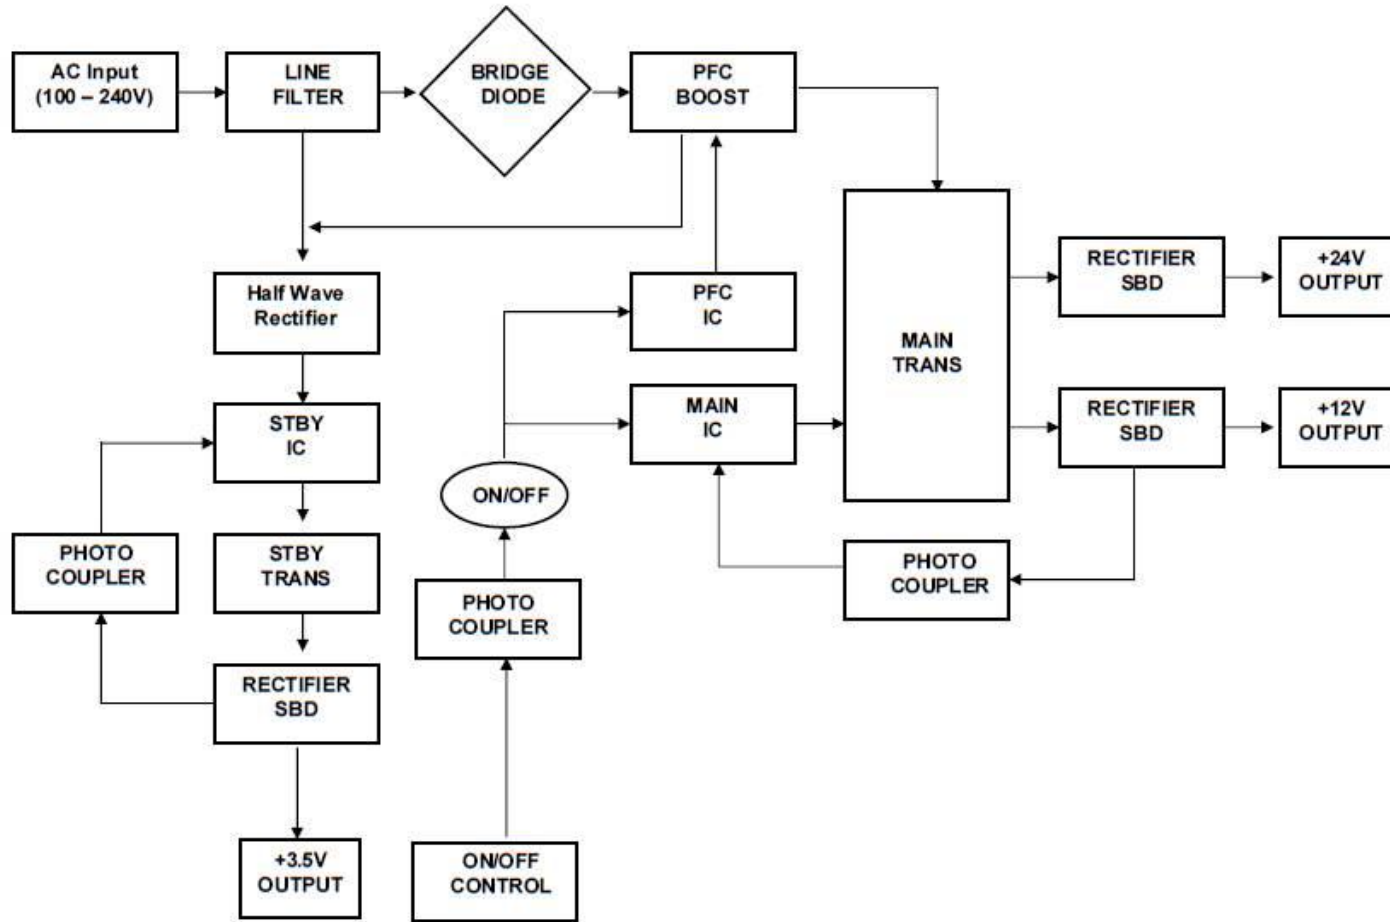 AC Input
(100 – 240V)
LINE
FILTER
BRIDGE
DIODE
PFC
BOOST
Half Wave
Rectifier
PFC
IC
MAIN
TRANS
RECTIFIER
SBD
+24V
OUTPUT
STBY
IC
MAIN
IC
RECTIFIER
SBD
+12V
OUTPUT
ON/OFF
PHOTO
COUPLER
STBY
TRANS
PHOTO
COUPLER
PHOTO
COUPLER
RECTIFIER
SBD
+3.5V
OUTPUT
ON/OFF
CONTROL